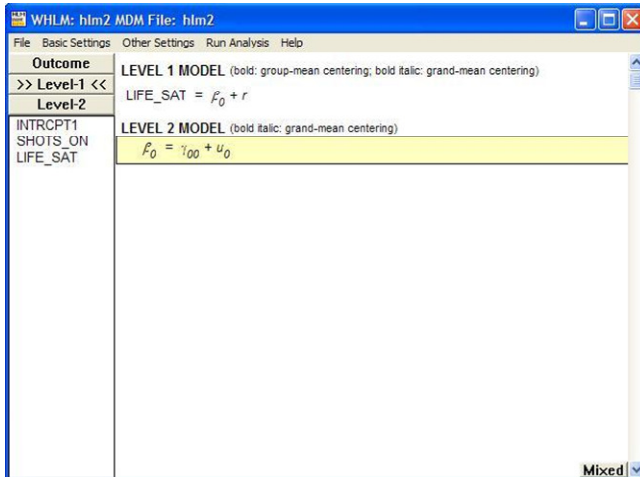 WHLM: hlm2 MDM File: hlm2
File Basic Settings Other Settings Run Analysis Help
Outcome
>> Level-1 <<
Level-2
INTRCPT1
SHOTS_ON
LIFE_SAT
LEVEL 1 MODEL (bold: group-mean centering; bold italic: grand-mean centering)
LIFE_SAT = β₀ + r
LEVEL 2 MODEL (bold italic: grand-mean centering)
β₀ = γ₀₀ + u₀
Mixed